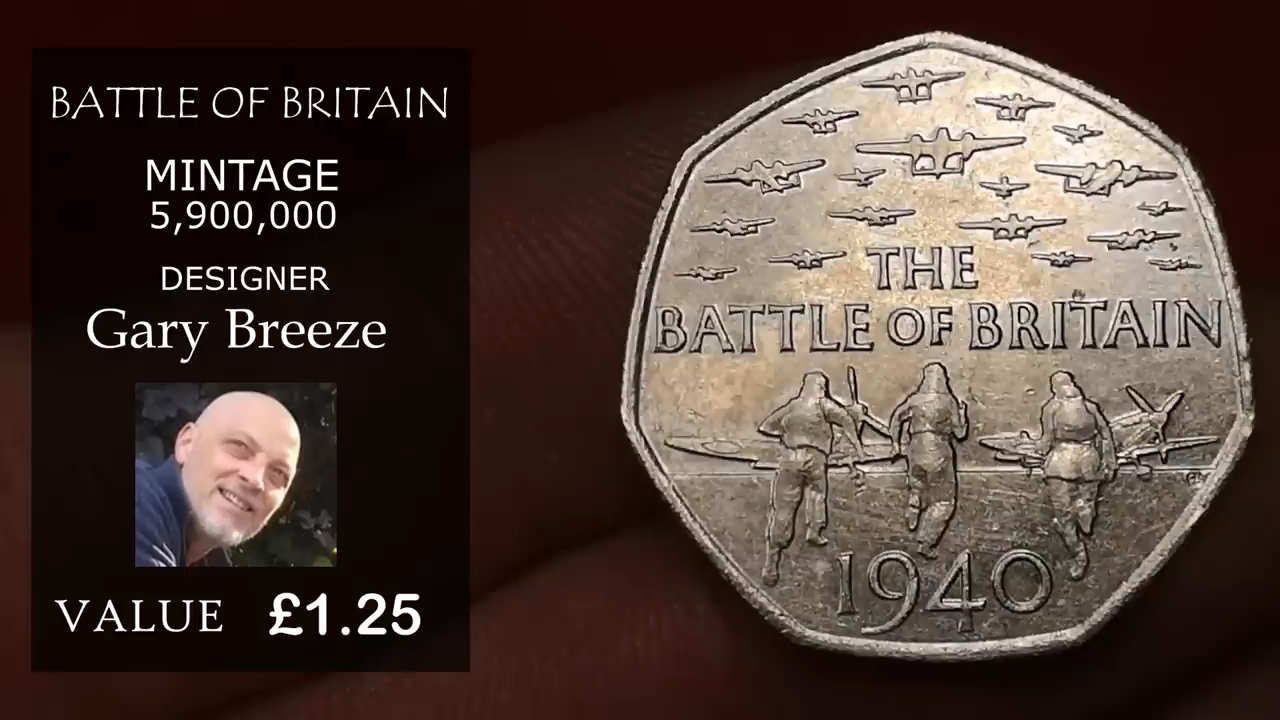 BATTLE OF BRITAIN
MINTAGE
5,900,000
DESIGNER
Gary Breeze
VALUE £1.25
THE
BATTLE OF BRITAIN
1940